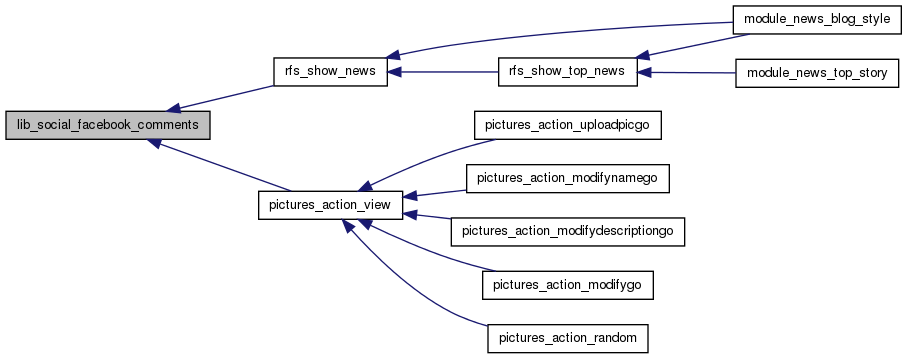 module_news_blog_style
rfs_show_news
rfs_show_top_news
module_news_top_story
lib_social_facebook_comments
pictures_action_uploadpicgo
pictures_action_modifynamego
pictures_action_view
pictures_action_modifydescriptiongo
pictures_action_modifygo
pictures_action_random